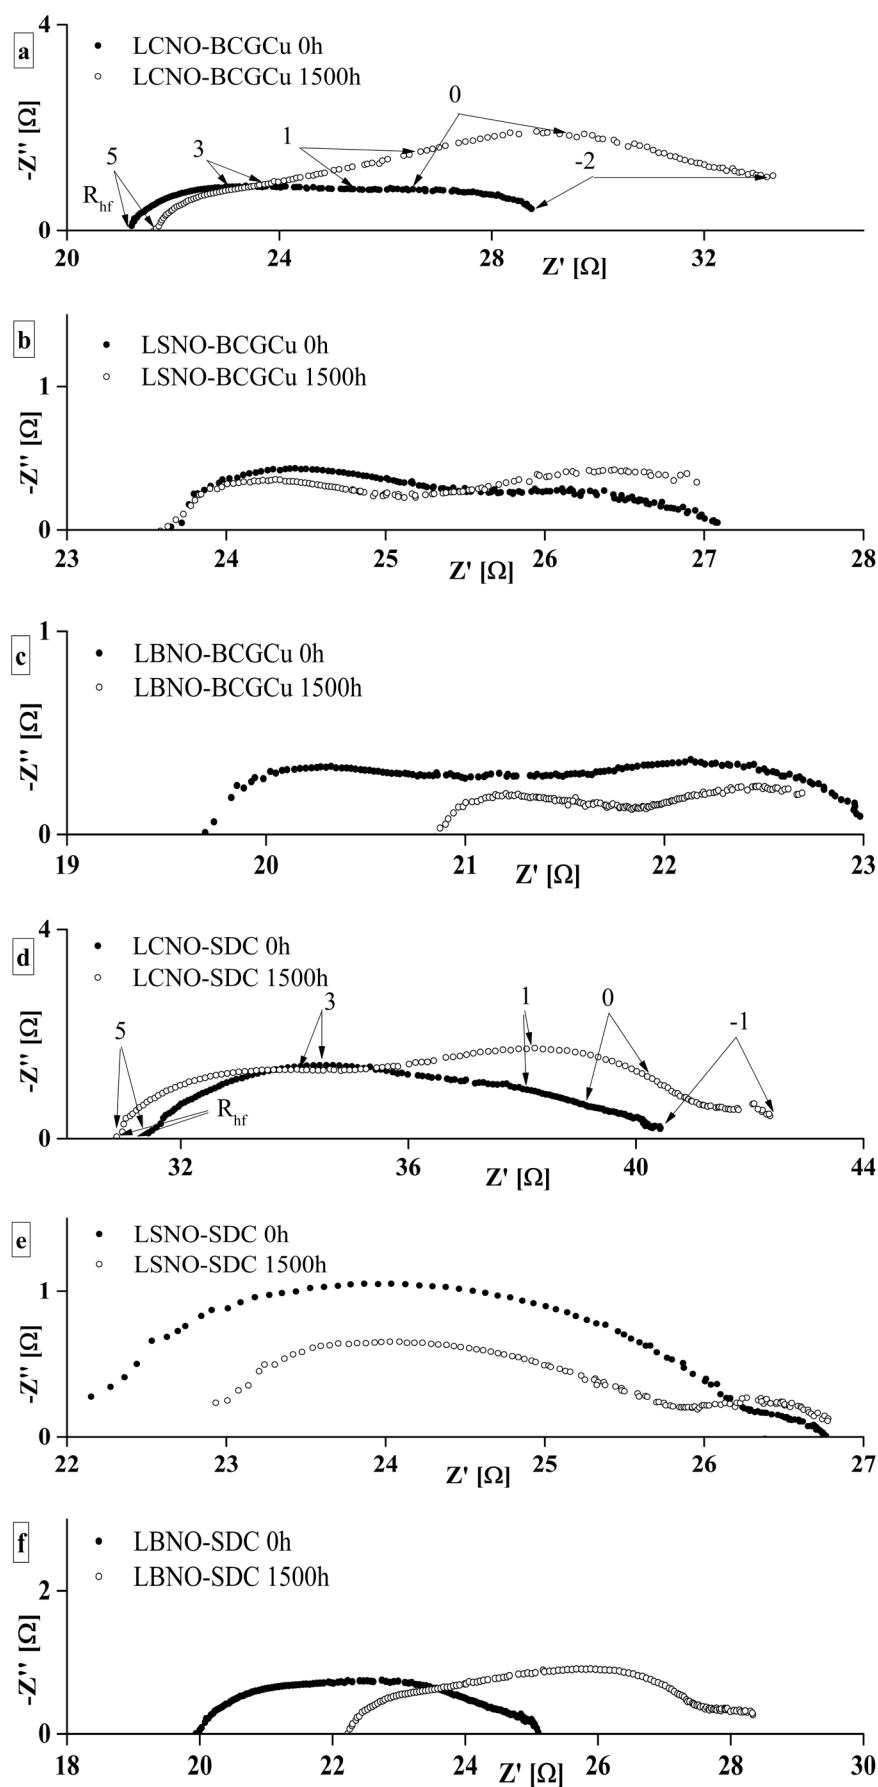 4
a
LCNO-BCGCu 0h
LCNO-BCGCu 1500h
-Z'' [Ω]
0
1
3
5
-2
R_hf
0
20 24 28 32
Z' [Ω]
b
LSNO-BCGCu 0h
LSNO-BCGCu 1500h
1
-Z'' [Ω]
0
23 24 25 26 27 28
Z' [Ω]
1
c
LBNO-BCGCu 0h
LBNO-BCGCu 1500h
-Z'' [Ω]
0
19 20 21 22 23
Z' [Ω]
4
d
LCNO-SDC 0h
LCNO-SDC 1500h
-Z'' [Ω]
3
1
0
-1
5
R_hf
0
32 36 40 44
Z' [Ω]
e
LSNO-SDC 0h
LSNO-SDC 1500h
1
-Z'' [Ω]
0
22 23 24 25 26 27
Z' [Ω]
f
LBNO-SDC 0h
LBNO-SDC 1500h
2
-Z'' [Ω]
0
18 20 22 24 26 28 30
Z' [Ω]